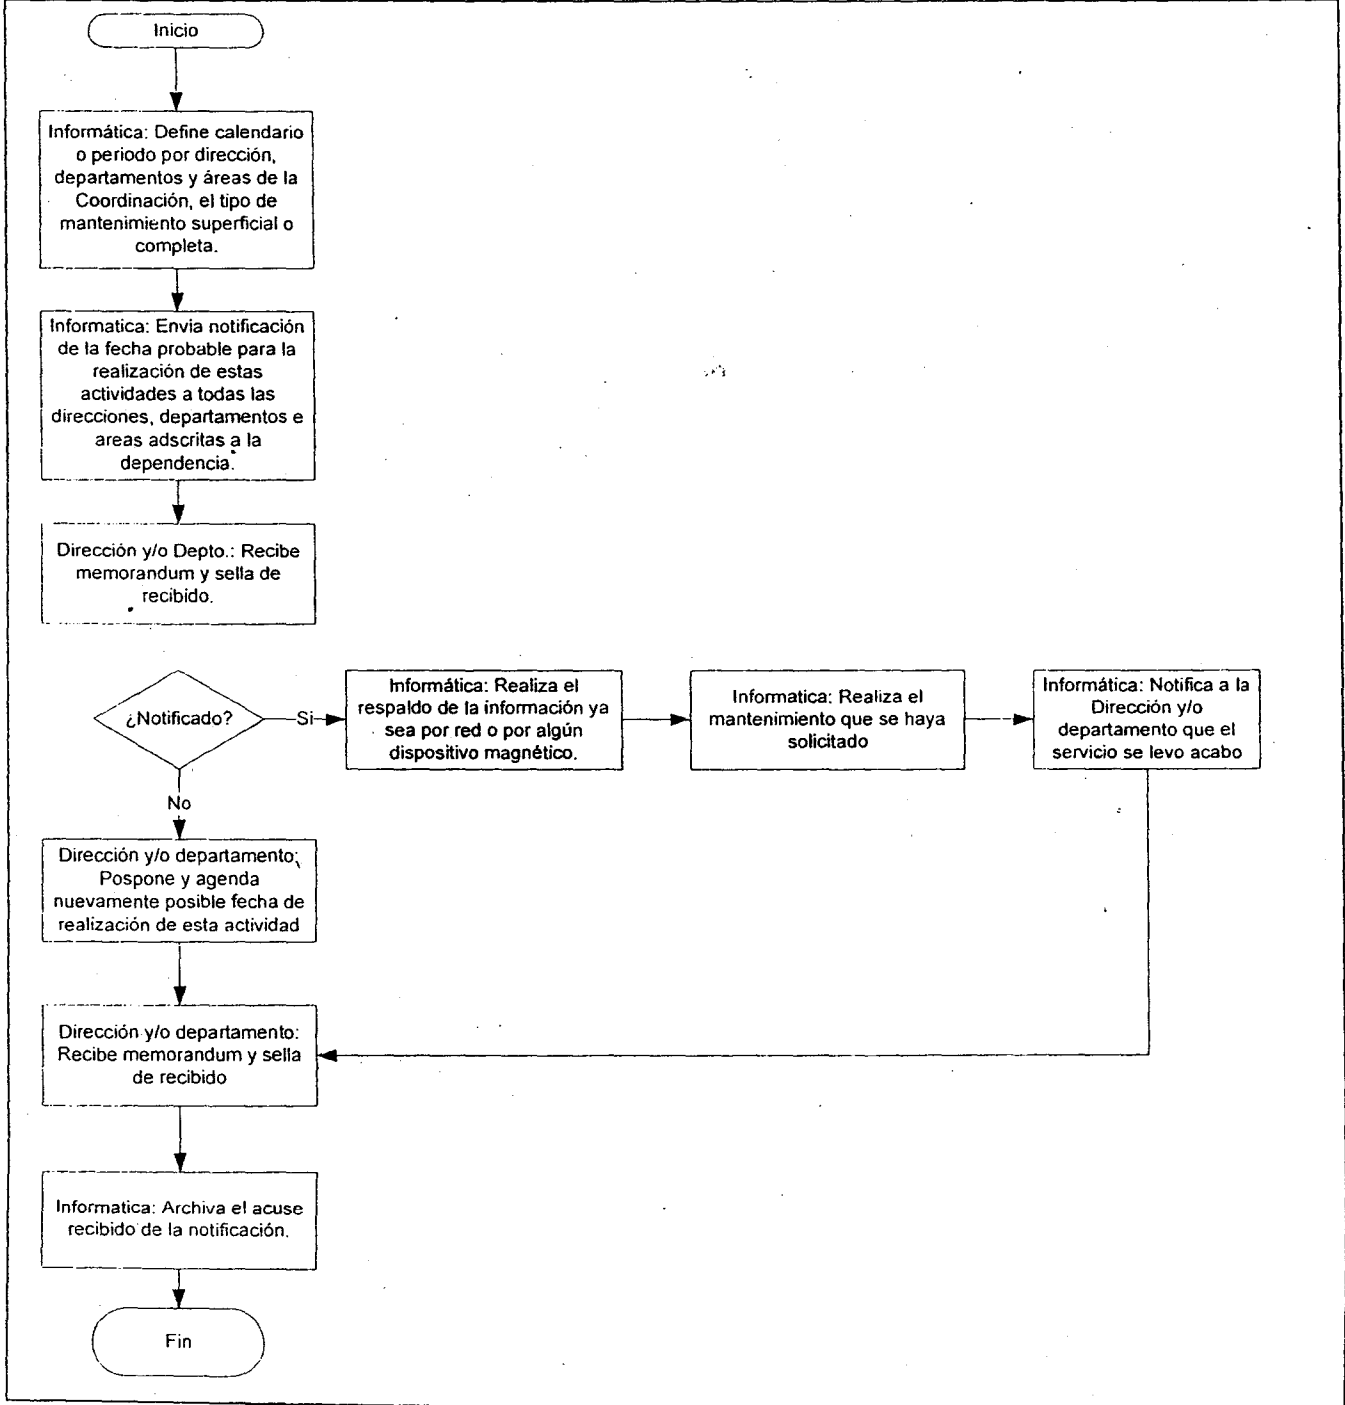 Inicio
Informática: Define calendario
o periodo por dirección,
departamentos y áreas de la
Coordinación, el tipo de
mantenimiento superficial o
completa.
Informatica: Envia notificación
de la fecha probable para la
realización de estas
actividades a todas las
direcciones, departamentos e
areas adscritas a la
dependencia.
Dirección y/o Depto.: Recibe
memorandum y sella de
recibido.
¿Notificado?
Si
Informática: Realiza el
respaldo de la información ya
sea por red o por algún
dispositivo magnético.
Informatica: Realiza el
mantenimiento que se haya
solicitado
Informática: Notifica a la
Dirección y/o
departamento que el
servicio se levo acabo
No
Dirección y/o departamento:
Pospone y agenda
nuevamente posible fecha de
realización de esta actividad
Dirección y/o departamento:
Recibe memorandum y sella
de recibido
Informatica: Archiva el acuse
recibido de la notificación.
Fin